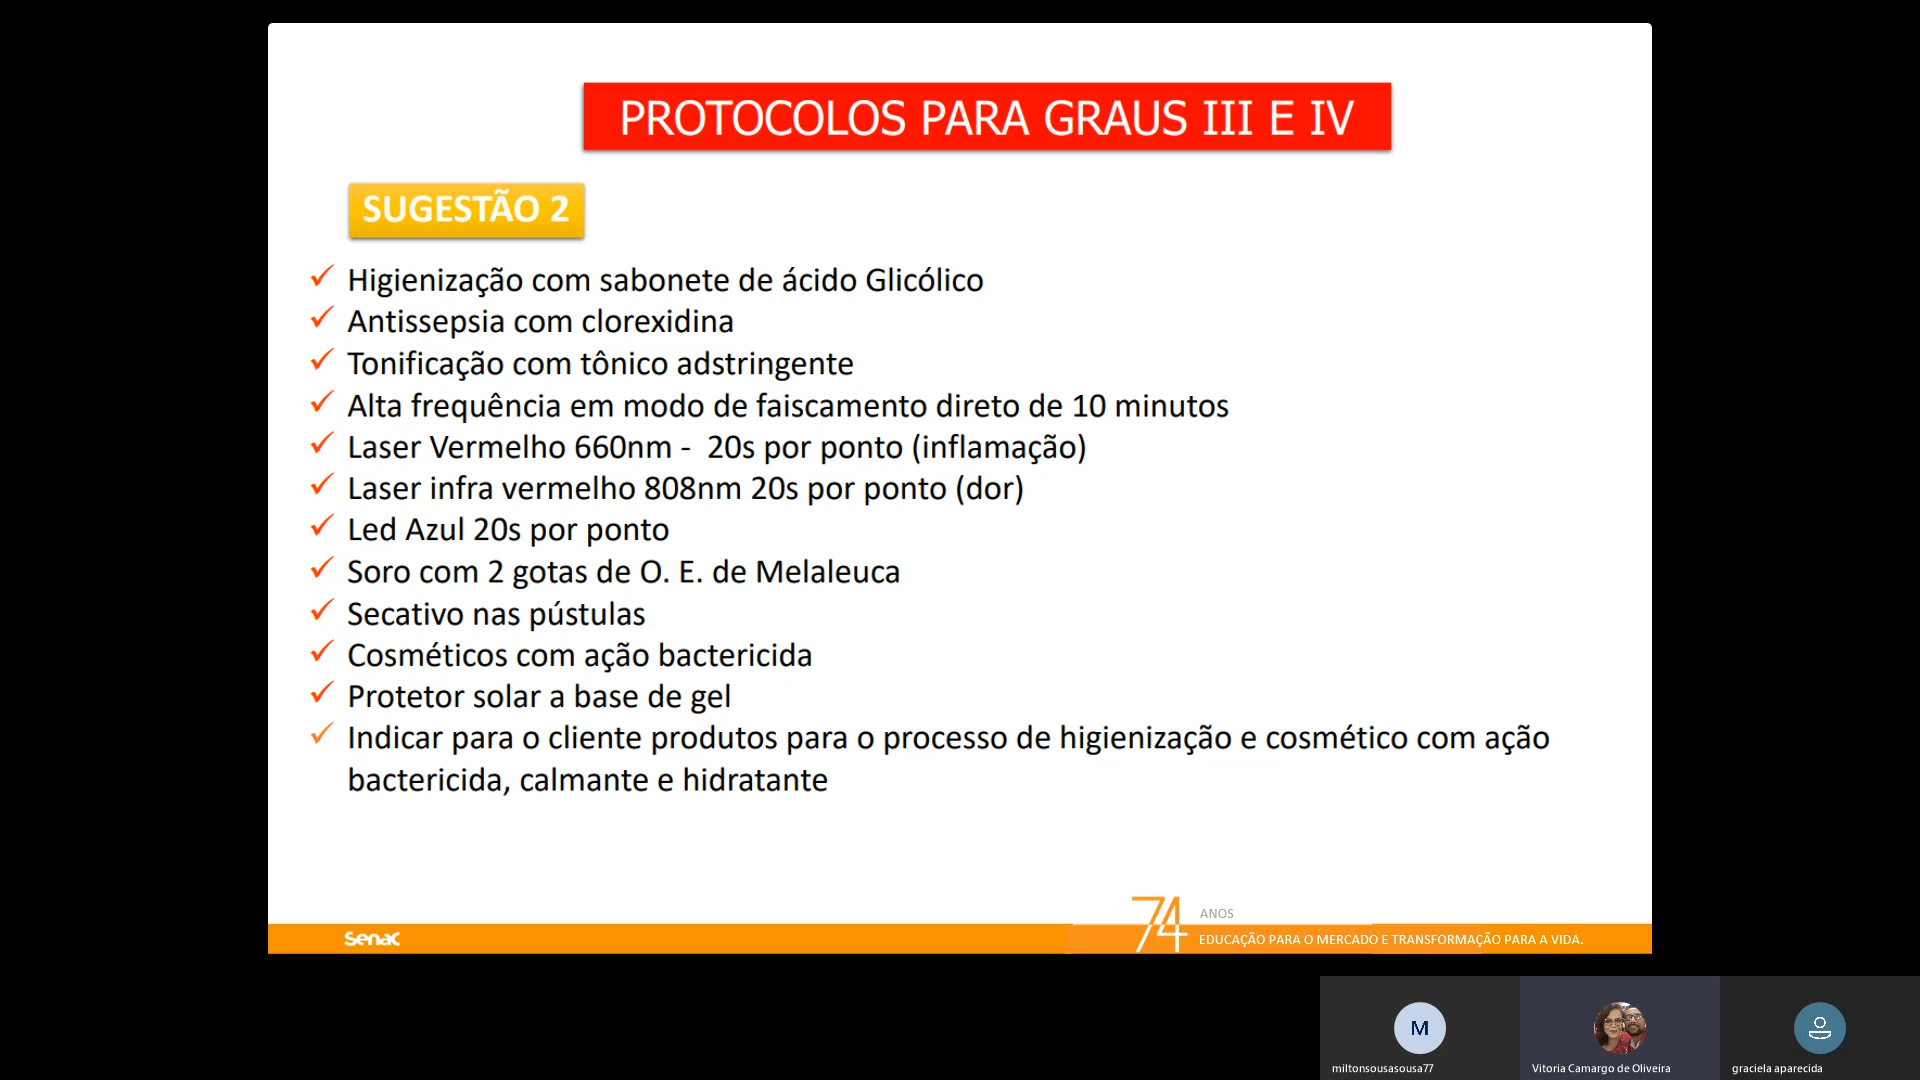 PROTOCOLOS PARA GRAUS III E IV
SUGESTÃO 2
Higienização com sabonete de ácido Glicólico
Antissepsia com clorexidina
Tonificação com tônico adstringente
Alta frequência em modo de faiscamento direto de 10 minutos
Laser Vermelho 660nm - 20s por ponto (inflamação)
Laser infra vermelho 808nm 20s por ponto (dor)
Led Azul 20s por ponto
Soro com 2 gotas de O. E. de Melaleuca
Secativo nas pústulas
Cosméticos com ação bactericida
Protetor solar a base de gel
Indicar para o cliente produtos para o processo de higienização e cosmético com ação
bactericida, calmante e hidratante
74 ANOS
senac
EDUCAÇÃO PARA O MERCADO E TRANSFORMAÇÃO PARA A VIDA.
M
miltonsousasousa77
Vitoria Camargo de Oliveira
graciela aparecida